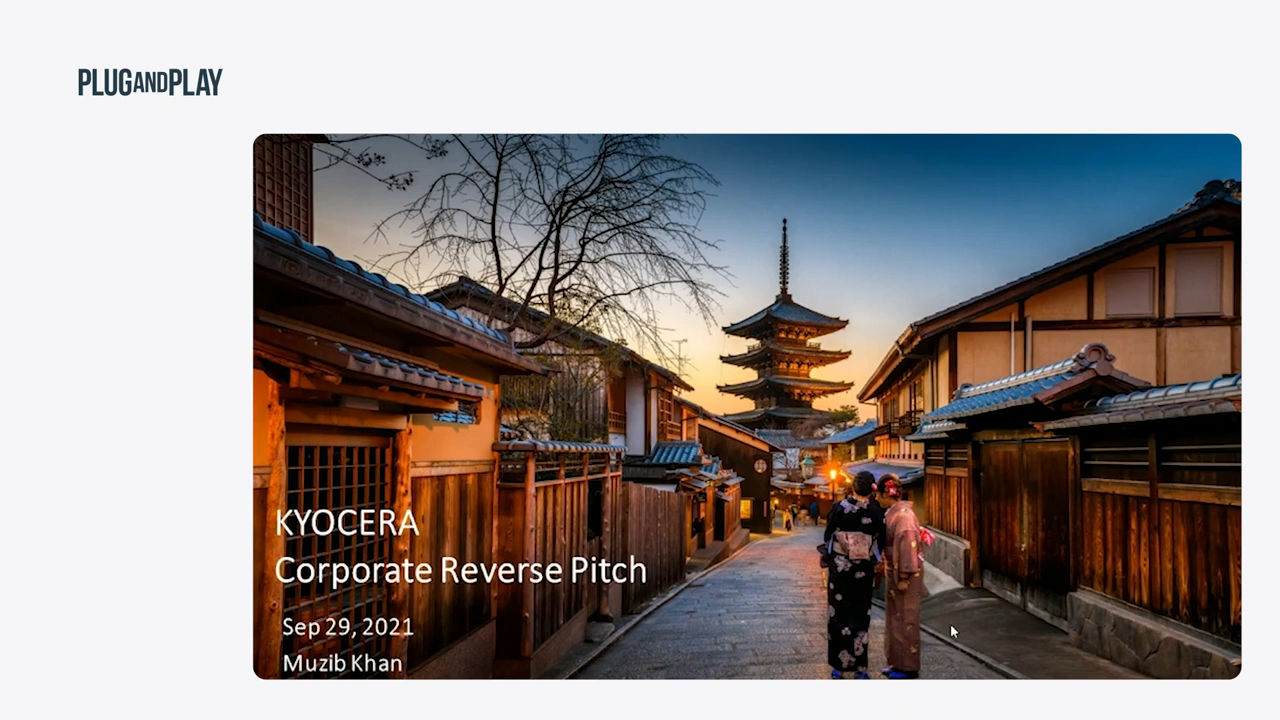 PLUGANDPLAY
KYOCERA
Corporate Reverse Pitch
Sep 29, 2021
Muzib Khan